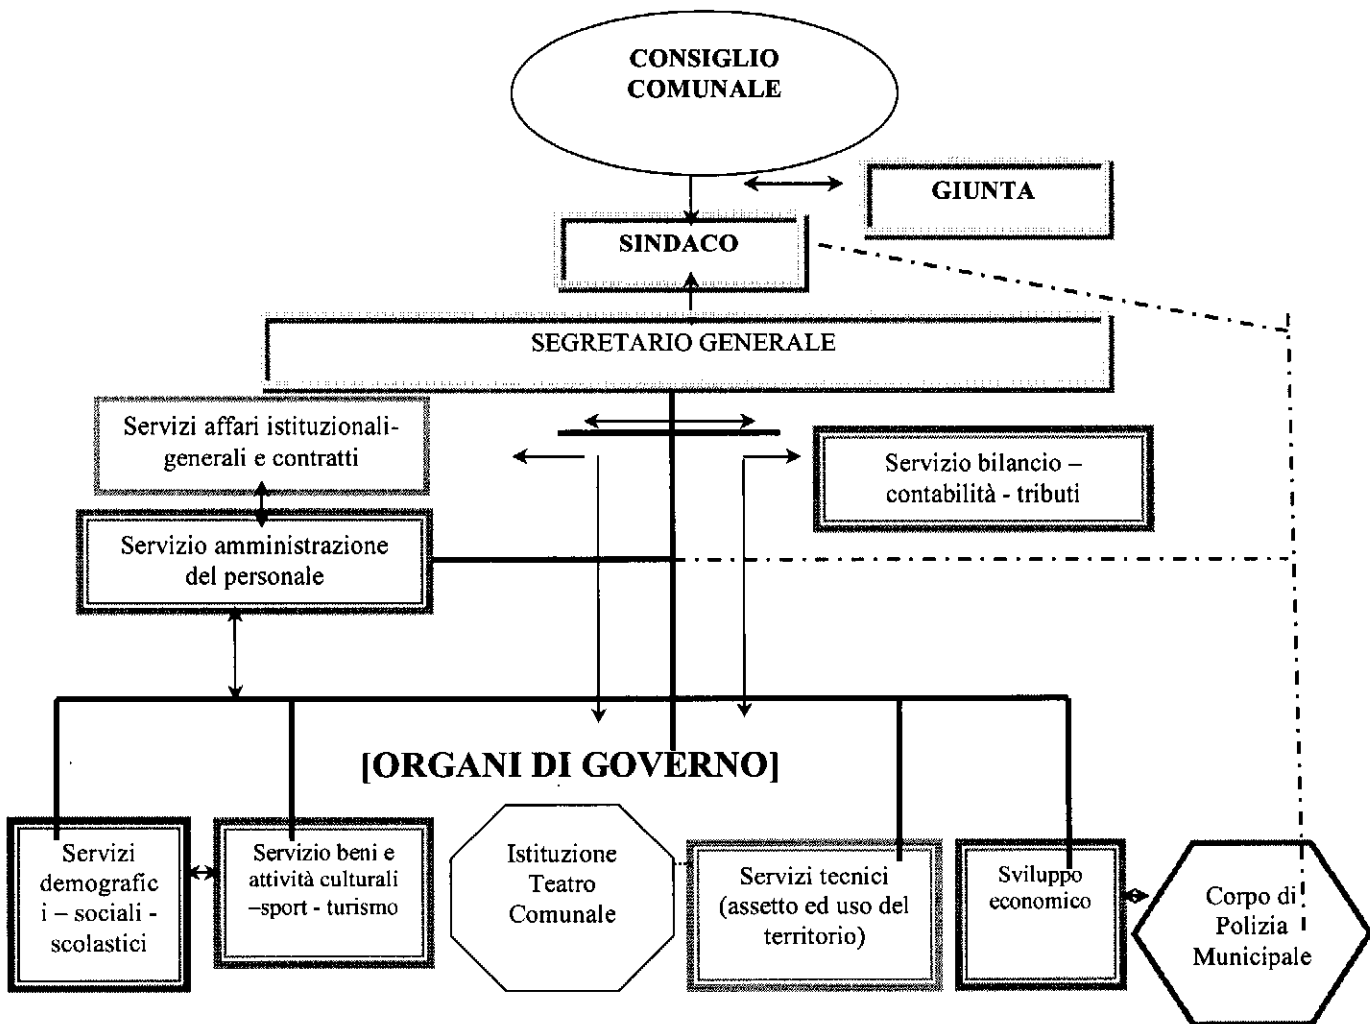 CONSIGLIO
COMUNALE
GIUNTA
SINDACO
SEGRETARIO GENERALE
Servizi affari istituzionali-
generali e contratti
Servizio bilancio –
contabilità - tributi
Servizio amministrazione
del personale
[ORGANI DI GOVERNO]
Servizi
demografic
i – sociali -
scolastici
Servizio beni e
attività culturali
–sport - turismo
Istituzione
Teatro
Comunale
Servizi tecnici
(assetto ed uso del
territorio)
Sviluppo
economico
Corpo di
Polizia
Municipale